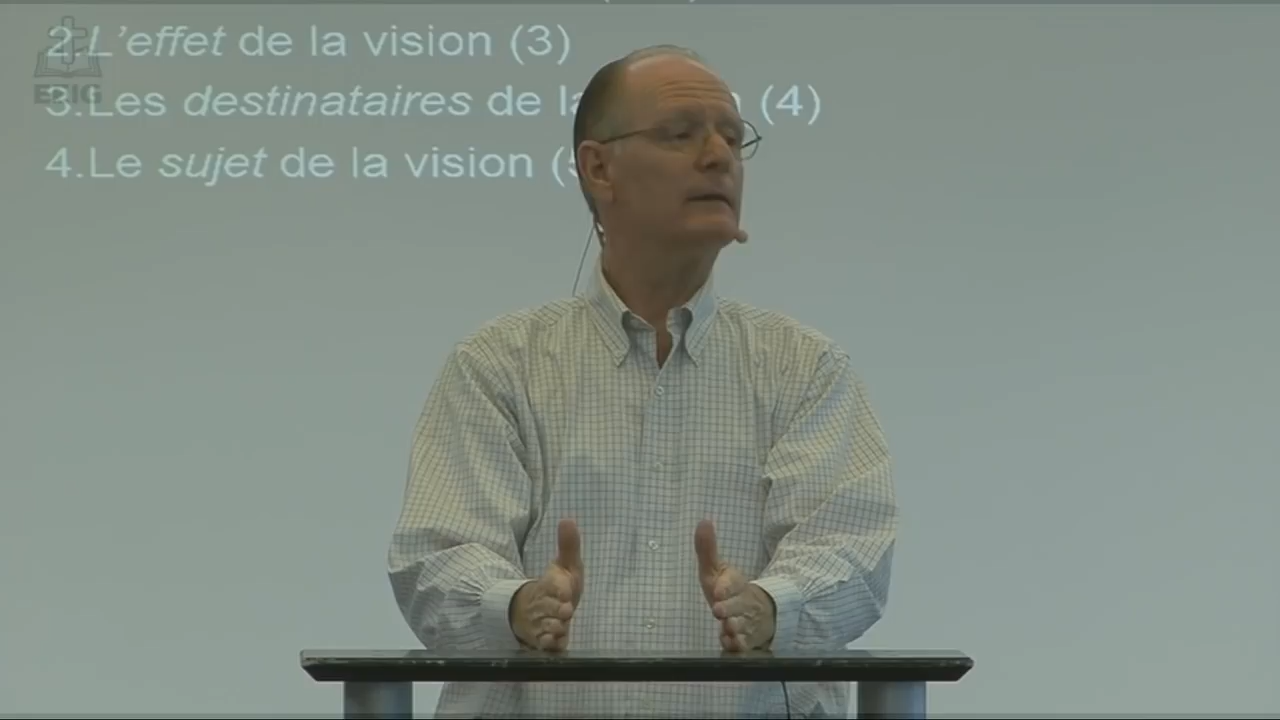 2.L'effet de la vision (3)
3.Les destinataires de la (4)
4.Le sujet de la vision